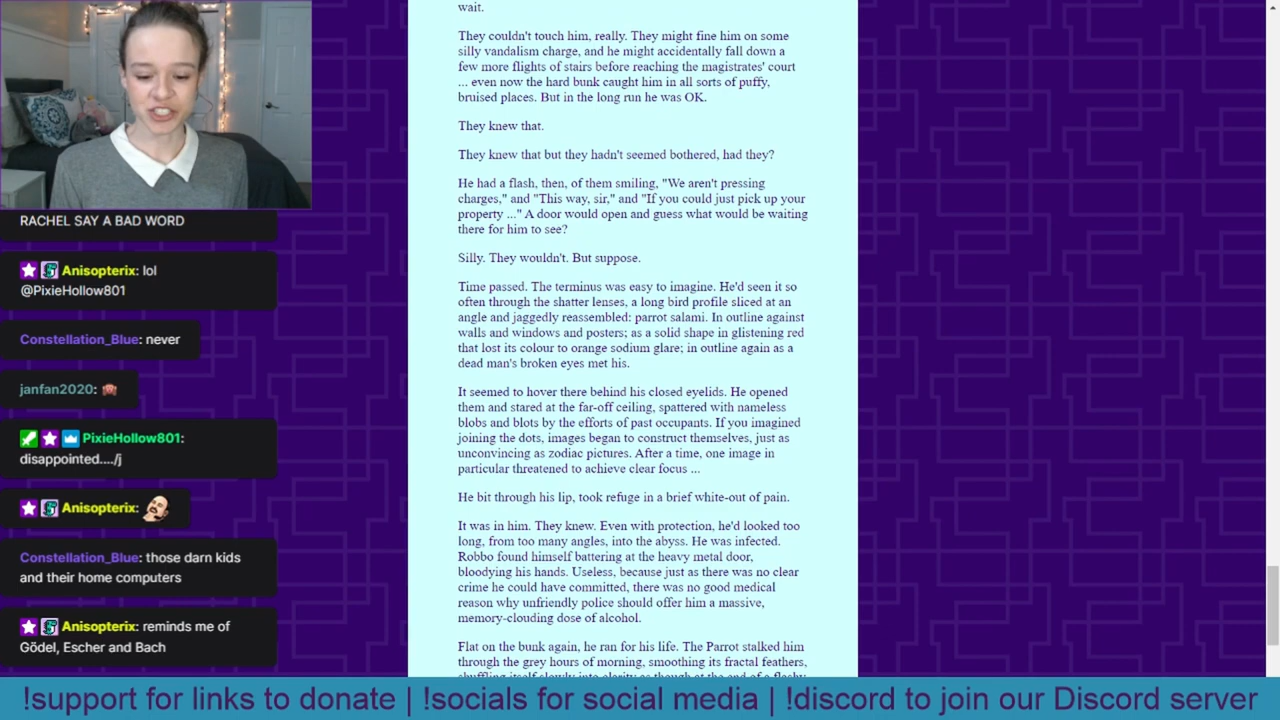 wait.
They couldn't touch him, really. They might fine him on some
silly vandalism charge, and he might accidentally fall down a
few more flights of stairs before reaching the magistrates' court
... even now the hard bunk caught him in all sorts of puffy,
bruised places. But in the long run he was OK.
They knew that.
They knew that but they hadn't seemed bothered, had they?
He had a flash, then, of them smiling, "We aren't pressing
charges," and "This way, sir," and "If you could just pick up your
property ..." A door would open and guess what would be waiting
there for him to see?
Silly. They wouldn't. But suppose.
Time passed. The terminus was easy to imagine. He'd seen it so
often through the shatter lenses, a long bird profile sliced at an
angle and jaggedly reassembled: parrot salami. In outline against
walls and windows and posters; as a solid shape in glistening red
that lost its colour to orange sodium glare; in outline again as a
dead man's broken eyes met his.
It seemed to hover there behind his closed eyelids. He opened
them and stared at the far-off ceiling, spattered with nameless
blobs and blots by the efforts of past occupants. If you imagined
joining the dots, images began to construct themselves, just as
unconvincing as zodiac pictures. After a time, one image in
particular threatened to achieve clear focus ...
He bit through his lip, took refuge in a brief white-out of pain.
It was in him. They knew. Even with protection, he'd looked too
long, from too many angles, into the abyss. He was infected.
Robbo found himself battering at the heavy metal door,
bloodying his hands. Useless, because just as there was no clear
crime he could have committed, there was no good medical
reason why unfriendly police should offer him a massive,
memory-clouding dose of alcohol.
Flat on the bunk again, he ran for his life. The Parrot stalked him
through the grey hours of morning, smoothing its fractal feathers,
shuffling itself slowly into clarity as though at the end of a flashy
RACHEL SAY A BAD WORD
Anisopterix: lol
@PixieHollow801
Constellation_Blue: never
janfan2020:
PixieHollow801:
disappointed..../j
Anisopterix:
Constellation_Blue: those darn kids
and their home computers
Anisopterix: reminds me of
Gödel, Escher and Bach
!support for links to donate | !socials for social media | !discord to join our Discord server